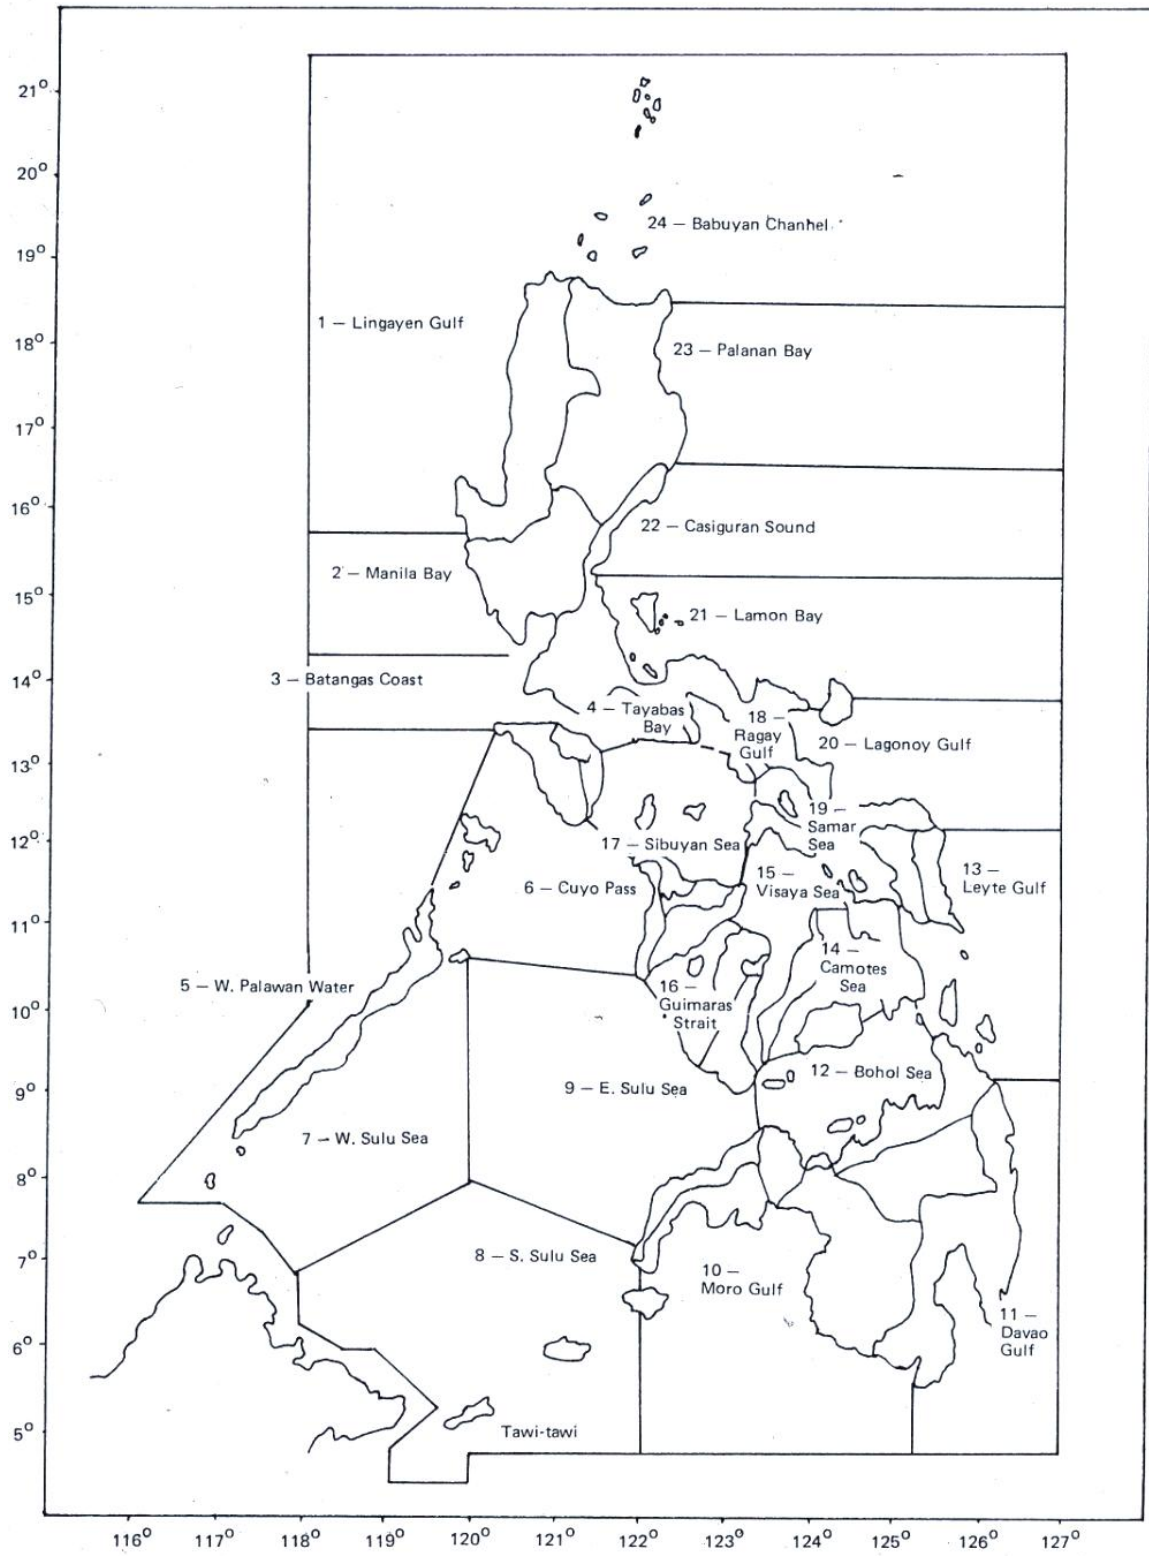 21°
20°
24 — Babuyan Channel
19°
1 — Lingayen Gulf
18°
23 — Palanan Bay
17°
16°
22 — Casiguran Sound
2 — Manila Bay
15°
21 — Lamon Bay
14°
3 — Batangas Coast
4 — Tayabas
Bay
18 —
Ragay
Gulf
20 — Lagonoy Gulf
13°
19 —
Samar
Sea
12°
17 — Sibuyan Sea
15 —
Visaya Sea
13 —
Leyte Gulf
6 — Cuyo Pass
11°
14 —
Camotes
Sea
5 — W. Palawan Water
16 —
Guimaras
Strait
10°
12 — Bohol Sea
9 — E. Sulu Sea
9°
7 — W. Sulu Sea
8°
8 — S. Sulu Sea
7°
10 —
Moro Gulf
11 —
Davao
Gulf
6°
5°
Tawi-tawi
116° 117° 118° 119° 120° 121° 122° 123° 124° 125° 126° 127°